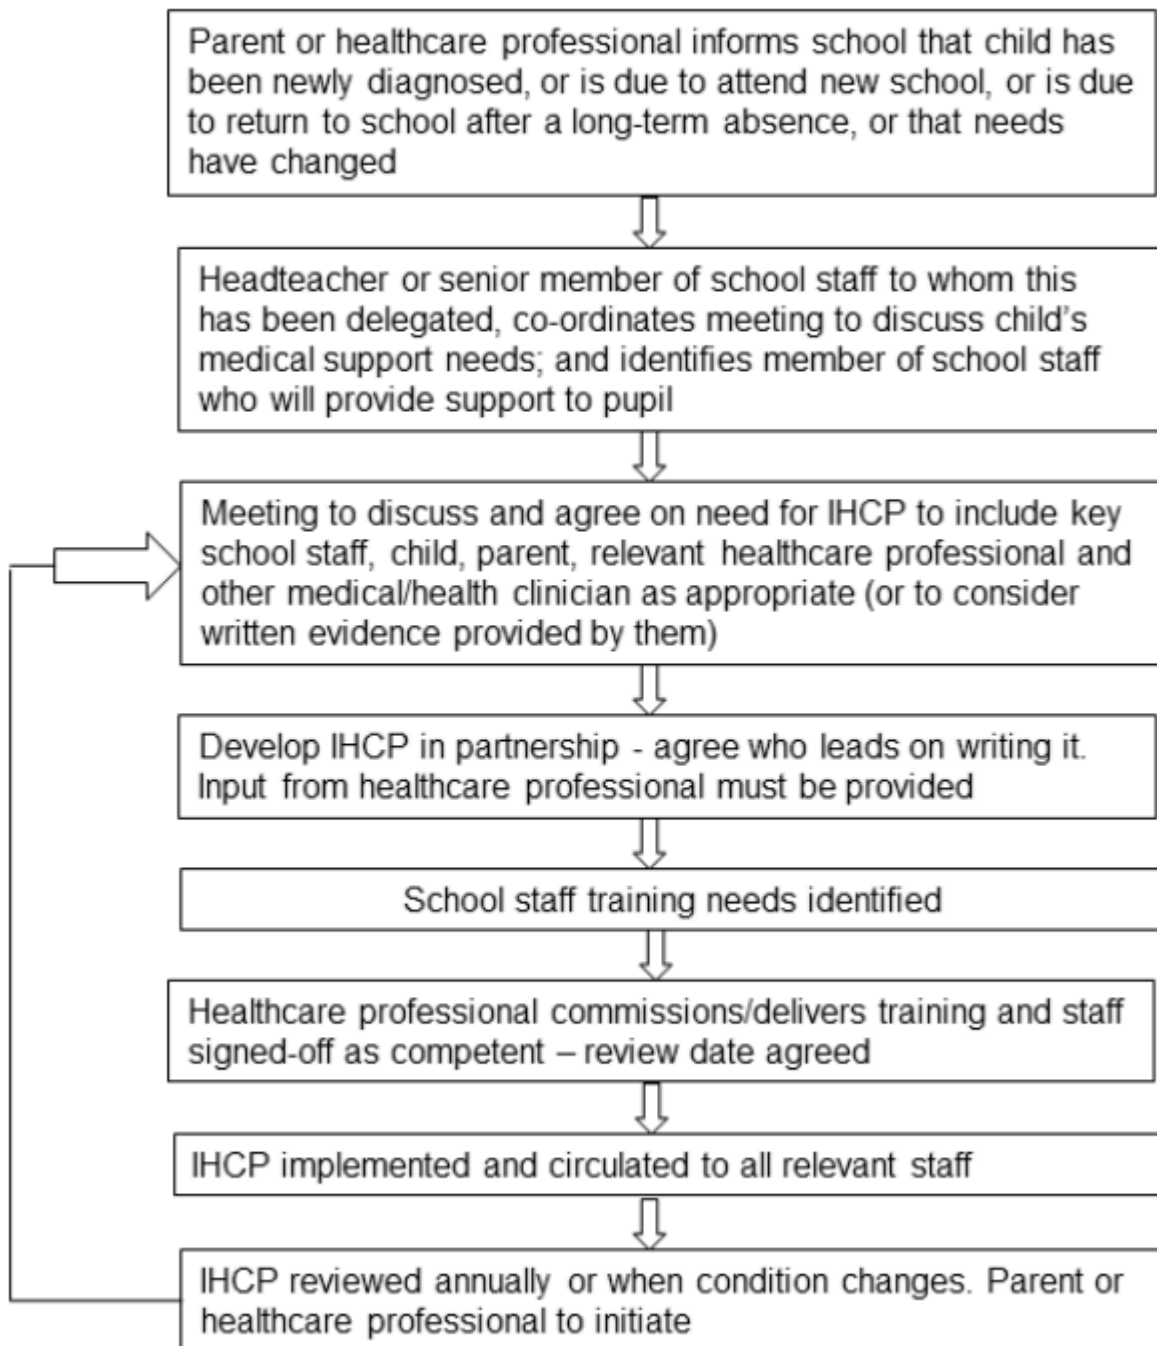 Parent or healthcare professional informs school that child has
been newly diagnosed, or is due to attend new school, or is due
to return to school after a long-term absence, or that needs
have changed
Headteacher or senior member of school staff to whom this
has been delegated, co-ordinates meeting to discuss child's
medical support needs; and identifies member of school staff
who will provide support to pupil
Meeting to discuss and agree on need for IHCP to include key
school staff, child, parent, relevant healthcare professional and
other medical/health clinician as appropriate (or to consider
written evidence provided by them)
Develop IHCP in partnership - agree who leads on writing it.
Input from healthcare professional must be provided
School staff training needs identified
Healthcare professional commissions/delivers training and staff
signed-off as competent – review date agreed
IHCP implemented and circulated to all relevant staff
IHCP reviewed annually or when condition changes. Parent or
healthcare professional to initiate